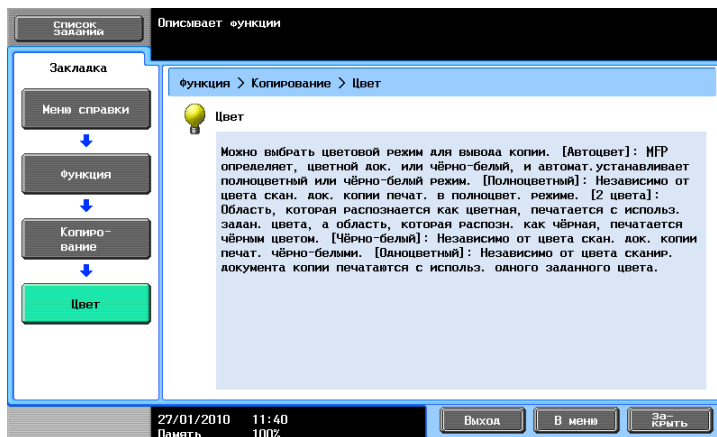 Список
заданий
Описывает функции
Закладка
Меню справки
Функция
Копиро-
вание
Цвет
Функция > Копирование > Цвет
Цвет
Можно выбрать цветовой режим для вывода копии. [Автоцвет]: MFP
определяет, цветной док. или чёрно-белый, и автомат.устанавливает
полноцветный или чёрно-белый режим. [Полноцветный]: Независимо от
цвета скан. док. копии печат. в полноцвет. режиме. [2 цвета]:
Область, которая распознается как цветная, печатается с использ.
задан. цвета, а область, которая распозн. как чёрная, печатается
чёрным цветом. [Чёрно-белый]: Независимо от цвета скан. док. копии
печат. чёрно-белыми. [Одноцветный]: Независимо от цвета сканир.
документа копии печатаются с использ. одного заданного цвета.
27/01/2010 11:40
Память 100%
Выход
В меню
За-
крыть